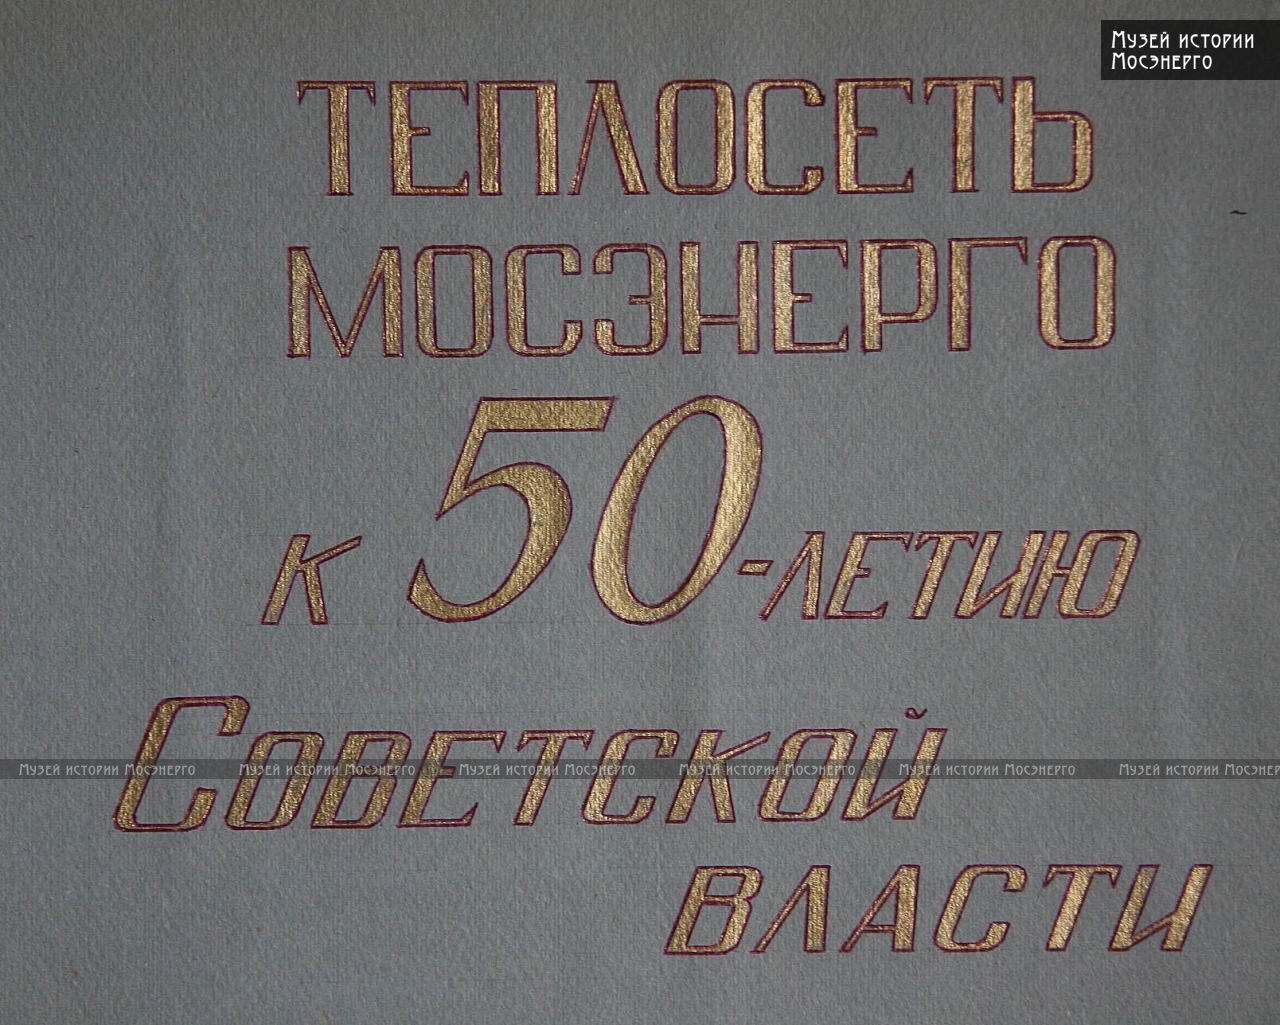 Музей истории
Мосэнерго
ТЕПЛОСЕТЬ
МОСЭНЕРГО
К 50-ЛЕТИЮ
СОВЕТСКОЙ
Музей истории Мосэнерго Музей истории Мосэнерго Музей истории Мосэнерго Музей истории Мосэнерго Музей истории Мосэнерго Музей истории Мосэнерго
ВЛАСТИ